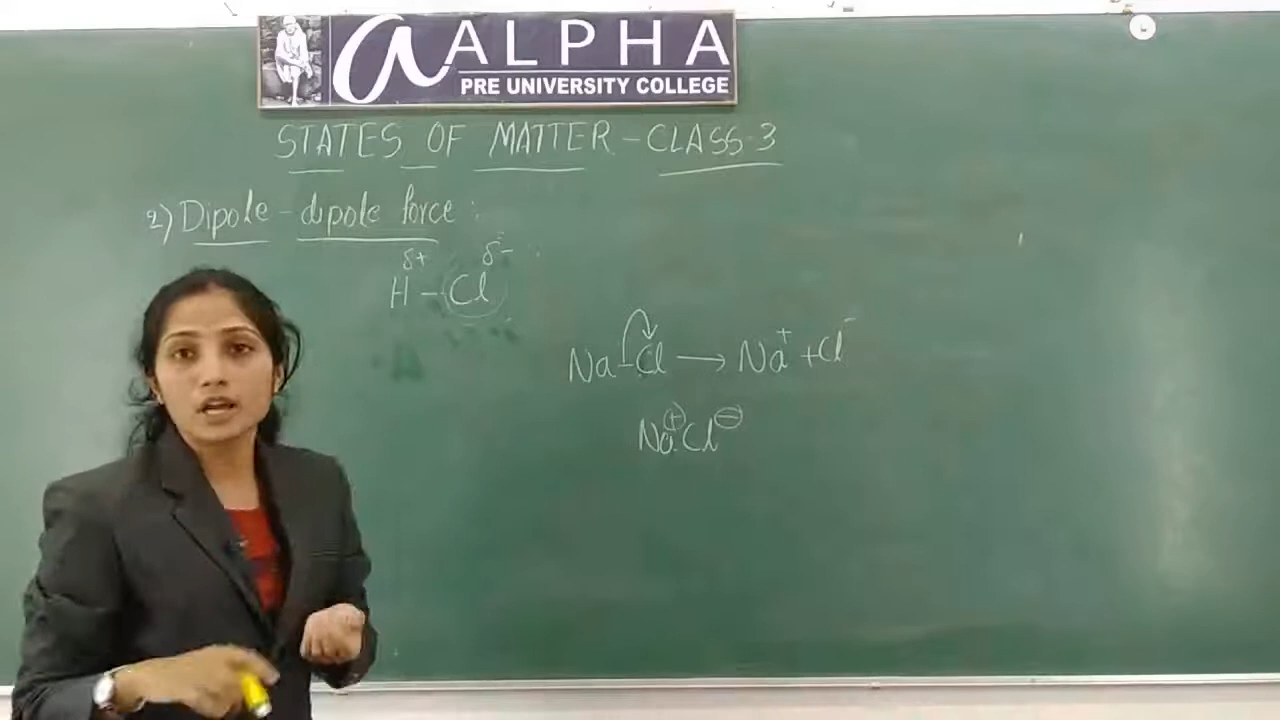 a ALPHA
PRE UNIVERSITY COLLEGE
STATES OF MATTER - CLASS-3
2) Dipole - dipole force :
δ+ δ-
H - Cl
Na - Cl → Na⁺ + Cl⁻
Na⊕ Cl⊖